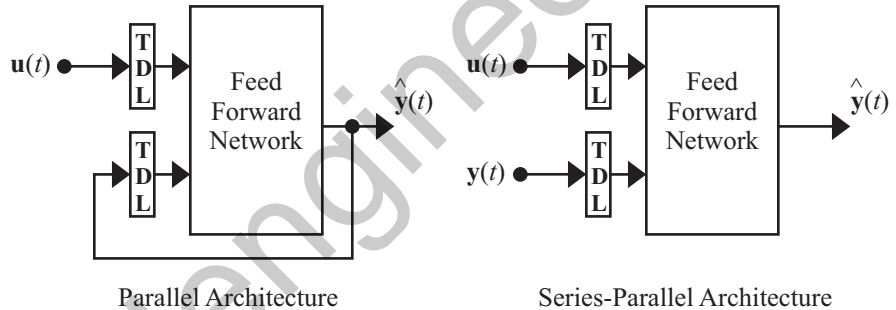 u(t)
T
D
L
T
D
L
Feed
Forward
Network
ŷ(t)
Parallel Architecture
u(t)
y(t)
T
D
L
T
D
L
Feed
Forward
Network
ŷ(t)
Series-Parallel Architecture